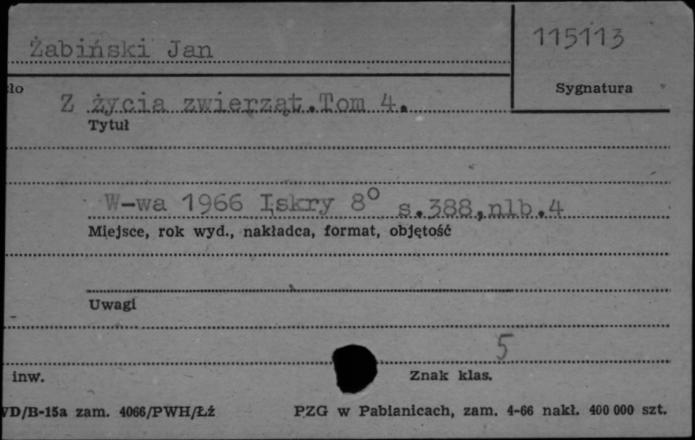 Żabiński Jan
115113
Sygnatura
Z życia zwierząt.Tom 4.
Tytuł
W-wa 1966 Iskry 8° s.388,nlb.4
Miejsce, rok wyd., nakładca, format, objętość
Uwagi
5
inw.
Znak klas.
/B-15a zam. 4066/PWH/Łź
PZG w Pabianicach, zam. 4-66 nakł. 400 000 szt.